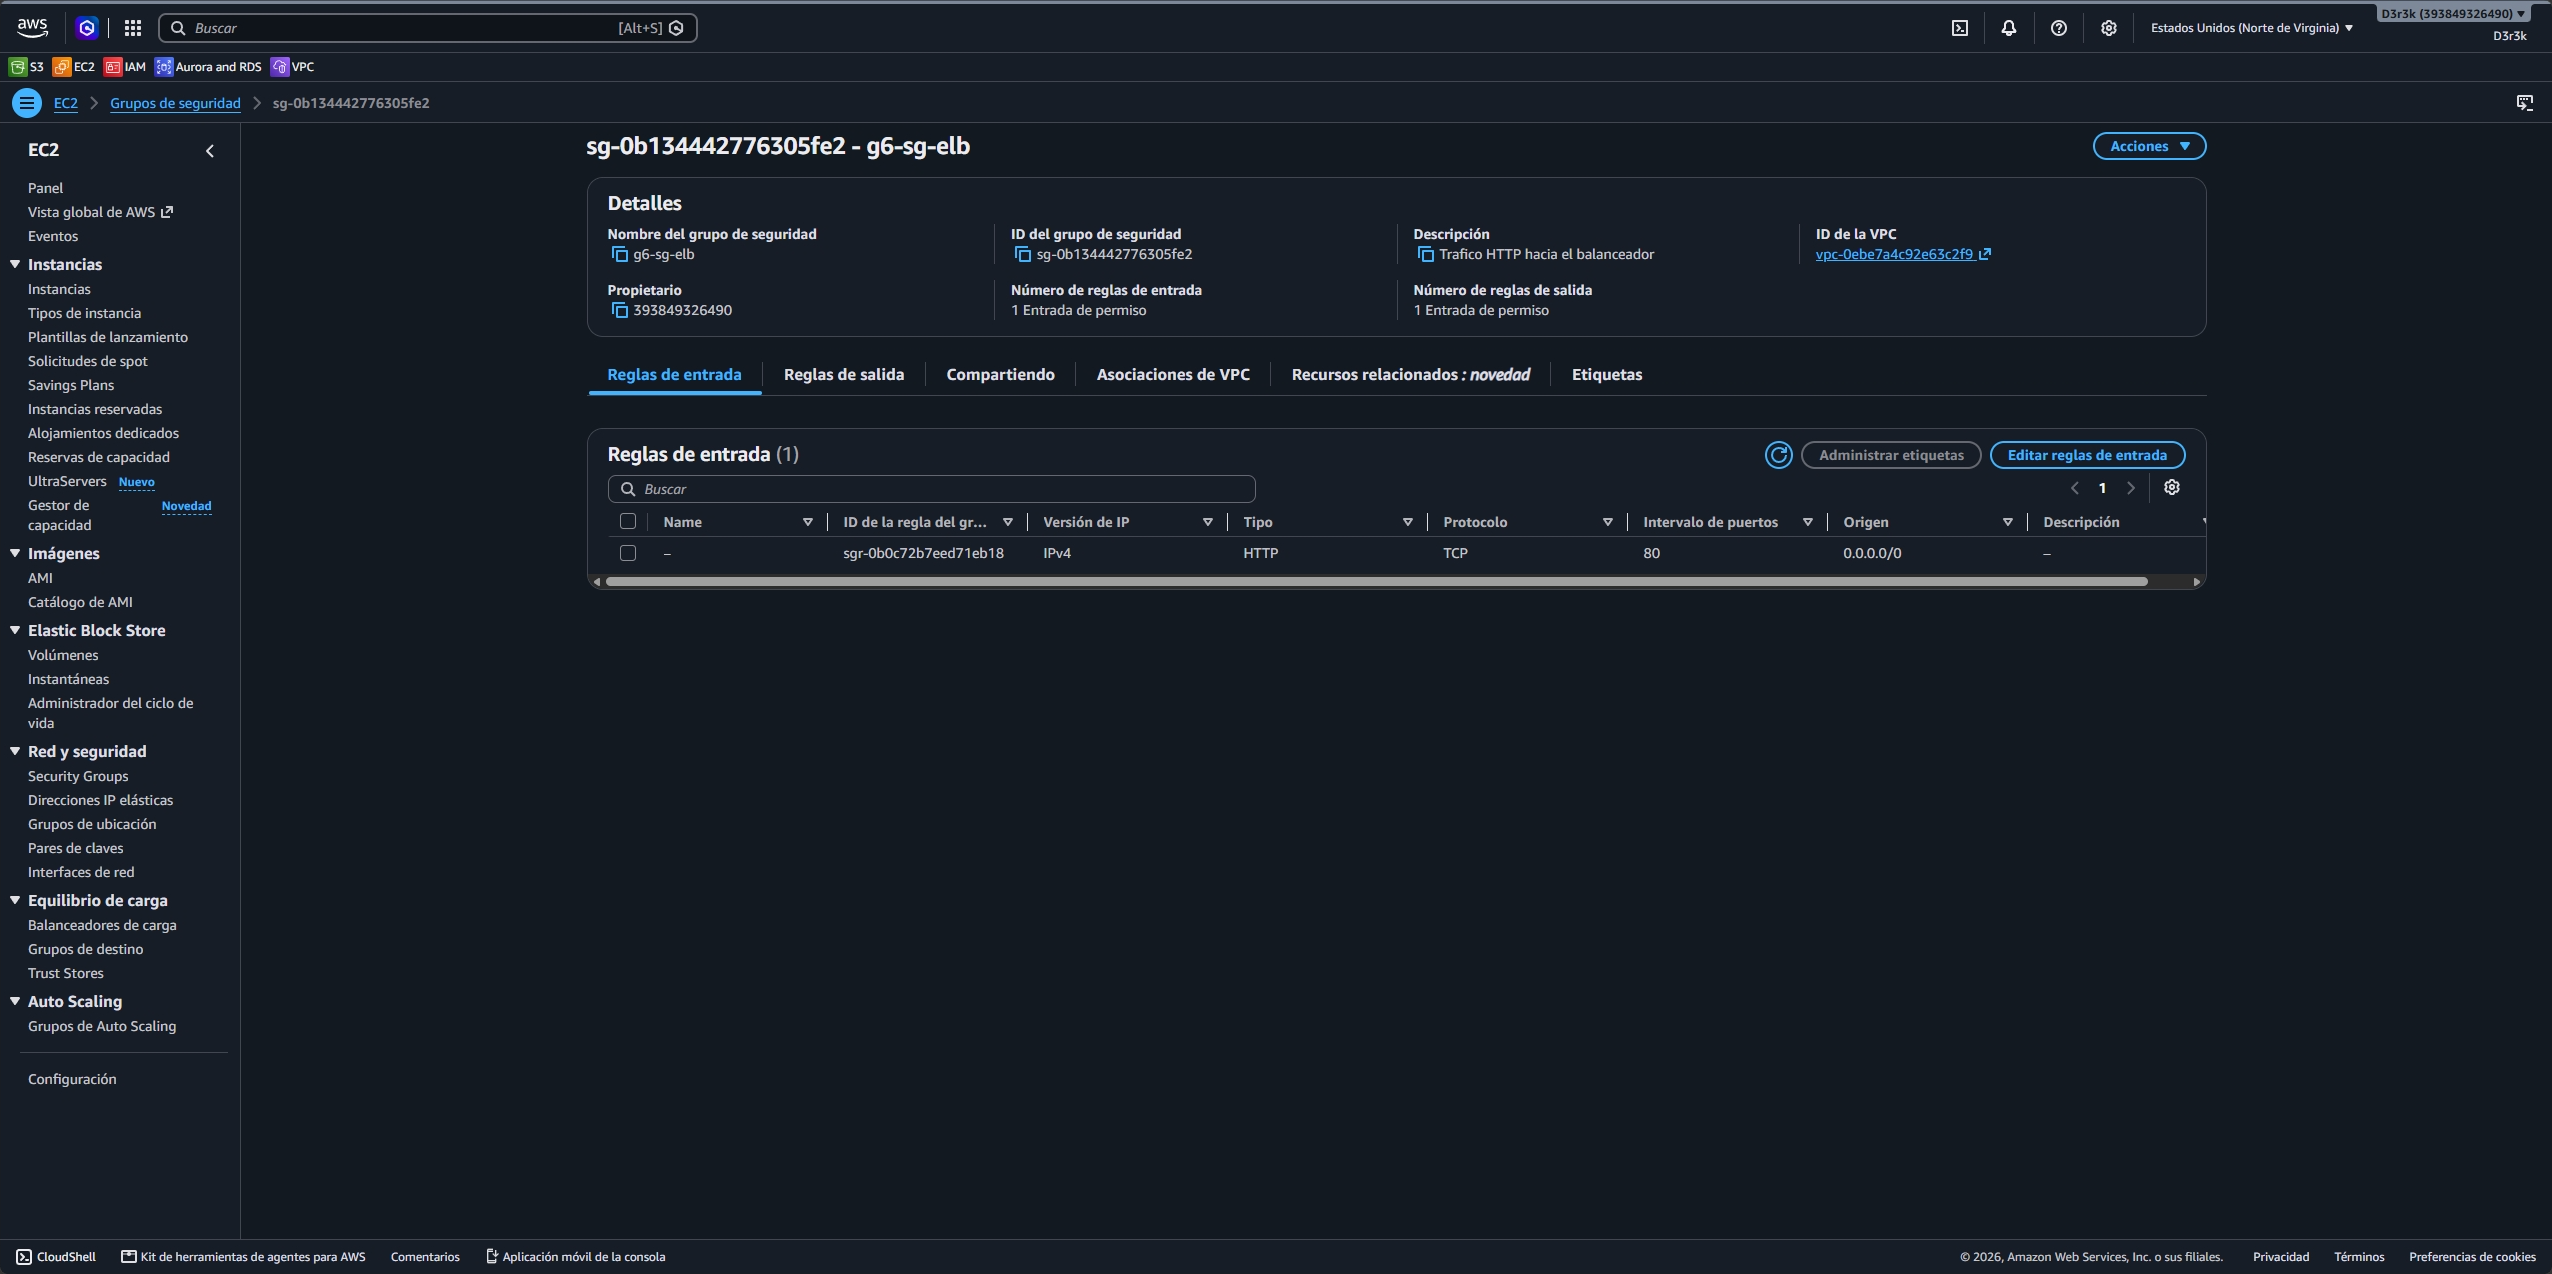 aws
Buscar
[Alt+S]
Estados Unidos (Norte de Virginia)
D3r3k (393849326490)
D3r3k
S3
EC2
IAM
Aurora and RDS
VPC
EC2
Grupos de seguridad
sg-0b134442776305fe2
EC2
Panel
Vista global de AWS
Eventos
Instancias
Instancias
Tipos de instancia
Plantillas de lanzamiento
Solicitudes de spot
Savings Plans
Instancias reservadas
Alojamientos dedicados
Reservas de capacidad
UltraServers Nuevo
Gestor de capacidad Novedad
Imágenes
AMI
Catálogo de AMI
Elastic Block Store
Volúmenes
Instantáneas
Administrador del ciclo de
vida
Red y seguridad
Security Groups
Direcciones IP elásticas
Grupos de ubicación
Pares de claves
Interfaces de red
Equilibrio de carga
Balanceadores de carga
Grupos de destino
Trust Stores
Auto Scaling
Grupos de Auto Scaling
Configuración
sg-0b134442776305fe2 - g6-sg-elb
Acciones
Detalles
Nombre del grupo de seguridad
g6-sg-elb
ID del grupo de seguridad
sg-0b134442776305fe2
Descripción
Trafico HTTP hacia el balanceador
ID de la VPC
vpc-0ebe7a4c92e63c2f9
Propietario
393849326490
Número de reglas de entrada
1 Entrada de permiso
Número de reglas de salida
1 Entrada de permiso
Reglas de entrada
Reglas de salida
Compartiendo
Asociaciones de VPC
Recursos relacionados : novedad
Etiquetas
Reglas de entrada (1)
Administrar etiquetas
Editar reglas de entrada
Buscar
1
Name ID de la regla del gr... Versión de IP Tipo Protocolo Intervalo de puertos Origen Descripción
– sgr-0b0c72b7eed71eb18 IPv4 HTTP TCP 80 0.0.0.0/0 –
CloudShell
Kit de herramientas de agentes para AWS
Comentarios
Aplicación móvil de la consola
© 2026, Amazon Web Services, Inc. o sus filiales.
Privacidad
Términos
Preferencias de cookies